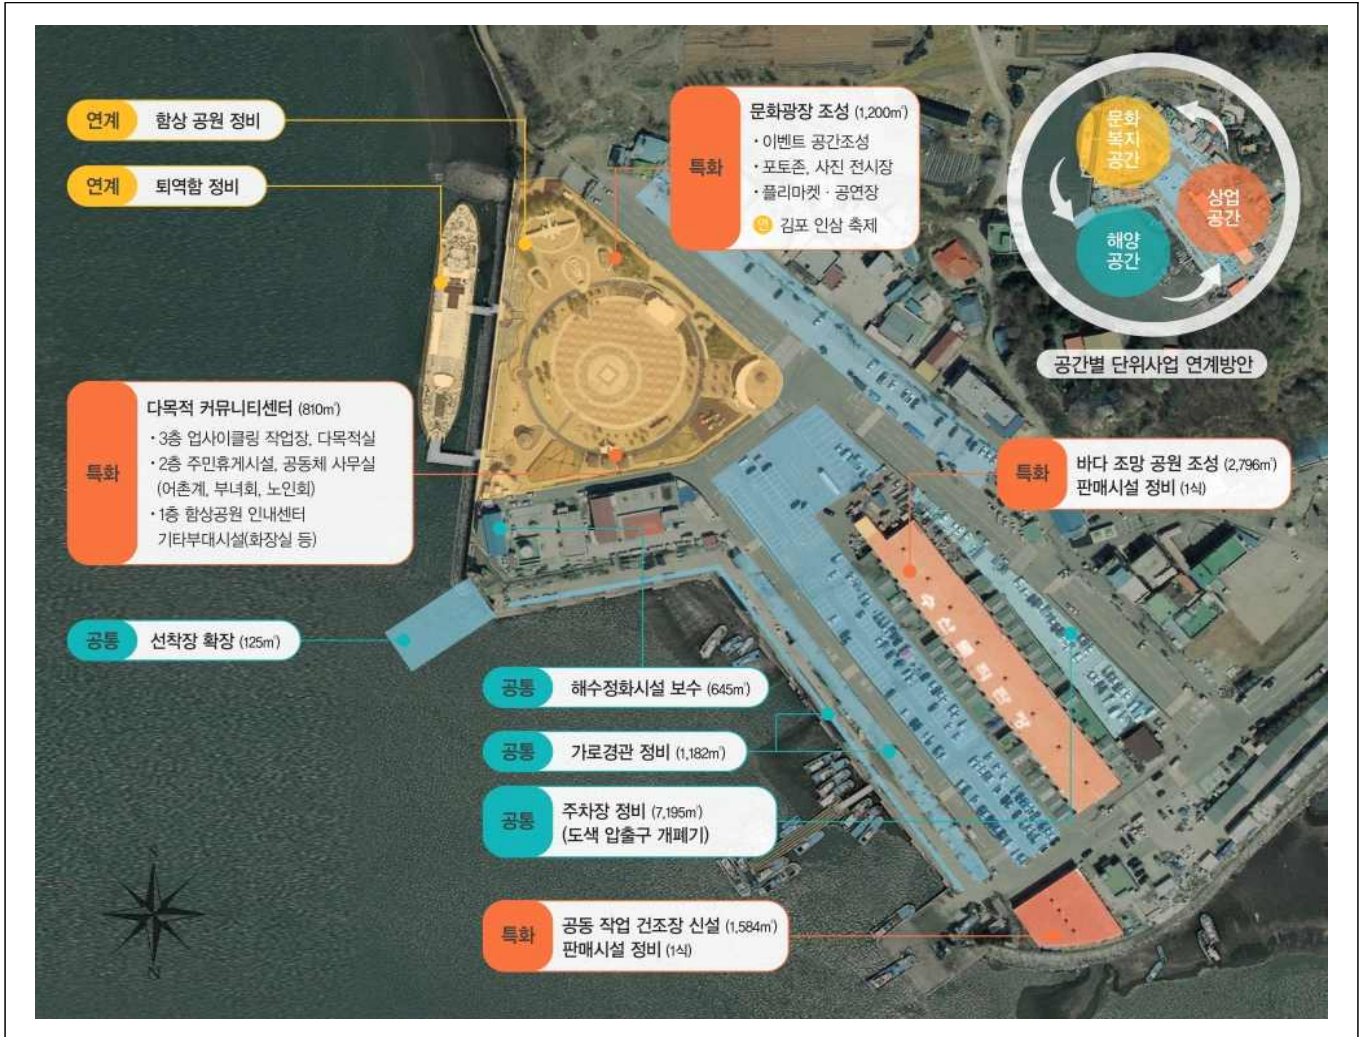 연계 함상 공원 정비
연계 퇴역함 정비
특화
문화광장 조성 (1,200㎡)
· 이벤트 공간조성
· 포토존, 사진 전시장
· 플리마켓 · 공연장
연 김포 인삼 축제
문화
복지
공간
상업
공간
해양
공간
공간별 단위사업 연계방안
특화
다목적 커뮤니티센터 (810㎡)
· 3층 업사이클링 작업장, 다목적실
· 2층 주민휴게시설, 공동체 사무실
(어촌계, 부녀회, 노인회)
· 1층 함상공원 인내센터
기타부대시설(화장실 등)
특화
바다 조망 공원 조성 (2,796㎡)
판매시설 정비 (1식)
수산물직판장
공통 선착장 확장 (125㎡)
공통 해수정화시설 보수 (645㎡)
공통 가로경관 정비 (1,182㎡)
공통
주차장 정비 (7,195㎡)
(도색 압출구 개폐기)
특화
공동 작업 건조장 신설 (1,584㎡)
판매시설 정비 (1식)
N